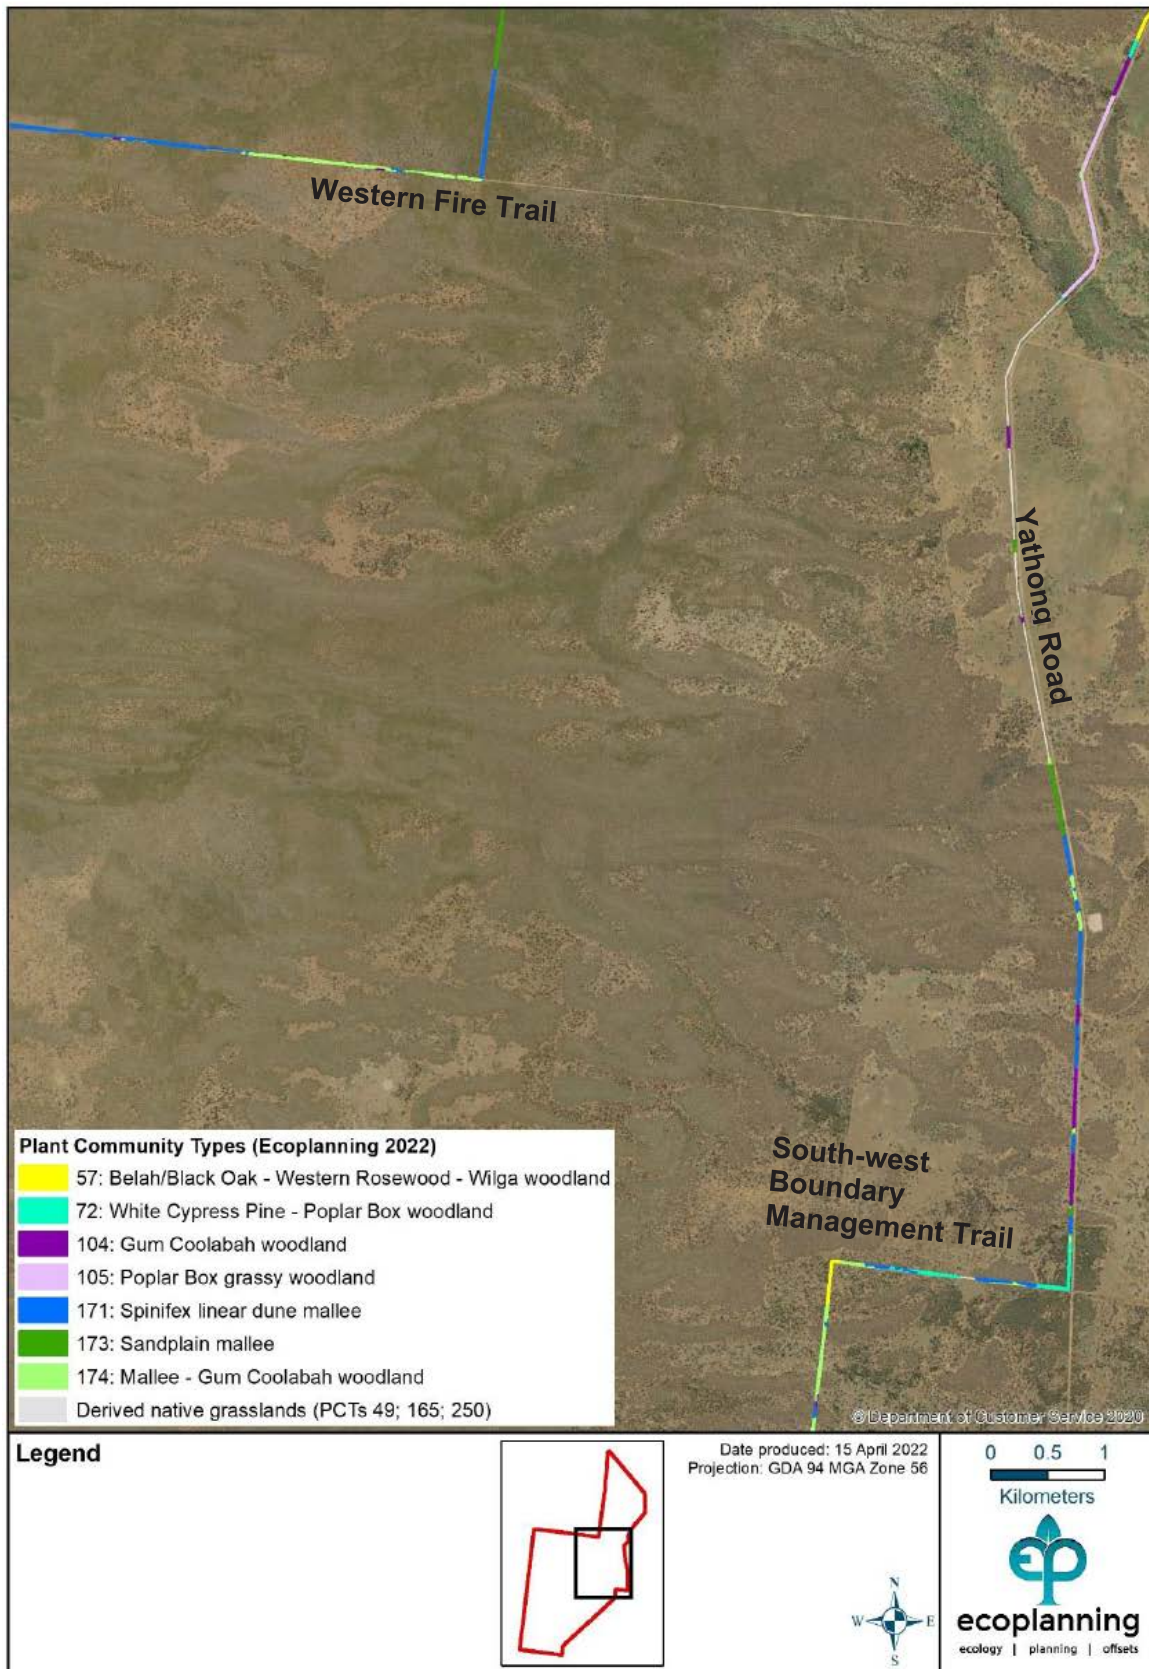 Western Fire Trail
Yathong Road
South-west
Boundary
Management Trail
Plant Community Types (Ecoplanning 2022)
57: Belah/Black Oak - Western Rosewood - Wilga woodland
72: White Cypress Pine - Poplar Box woodland
104: Gum Coolabah woodland
105: Poplar Box grassy woodland
171: Spinifex linear dune mallee
173: Sandplain mallee
174: Mallee - Gum Coolabah woodland
Derived native grasslands (PCTs 49; 165; 250)
© Department of Customer Service 2020
Legend
Date produced: 15 April 2022
Projection: GDA 94 MGA Zone 56
N
W E
S
0 0.5 1
Kilometers
ep
ecoplanning
ecology | planning | offsets